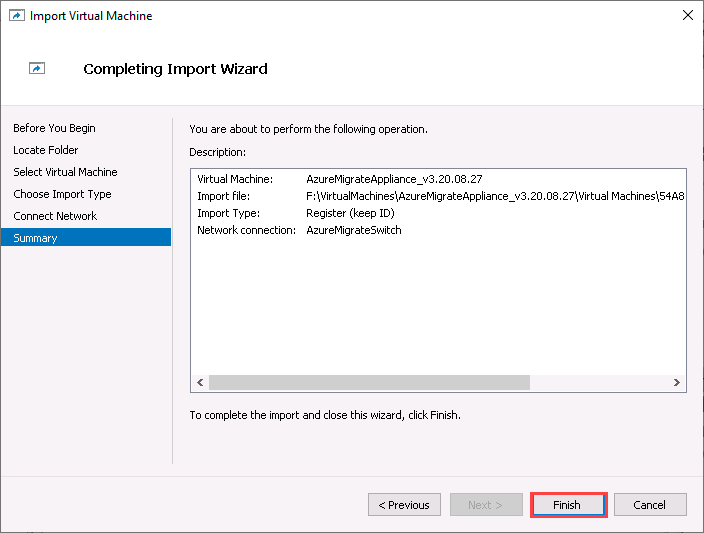 Import Virtual Machine
Completing Import Wizard
Before You Begin
Locate Folder
Select Virtual Machine
Choose Import Type
Connect Network
Summary
You are about to perform the following operation.
Description:
Virtual Machine: AzureMigrateAppliance_v3.20.08.27
Import file: F:\VirtualMachines\AzureMigrateAppliance_v3.20.08.27\Virtual Machines\54A8
Import Type: Register (keep ID)
Network connection: AzureMigrateSwitch
To complete the import and close this wizard, click Finish.
< Previous Next > Finish Cancel